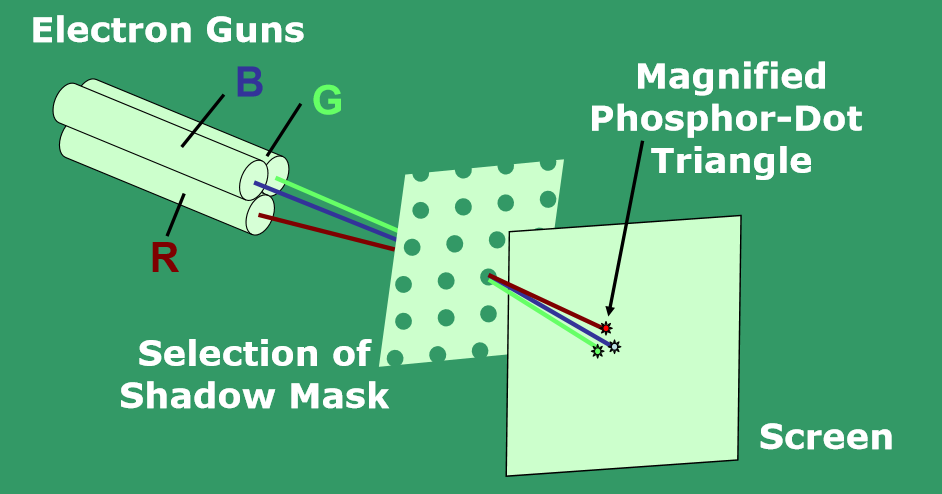 Electron Guns
B
G
R
Magnified
Phosphor-Dot
Triangle
Selection of
Shadow Mask
Screen